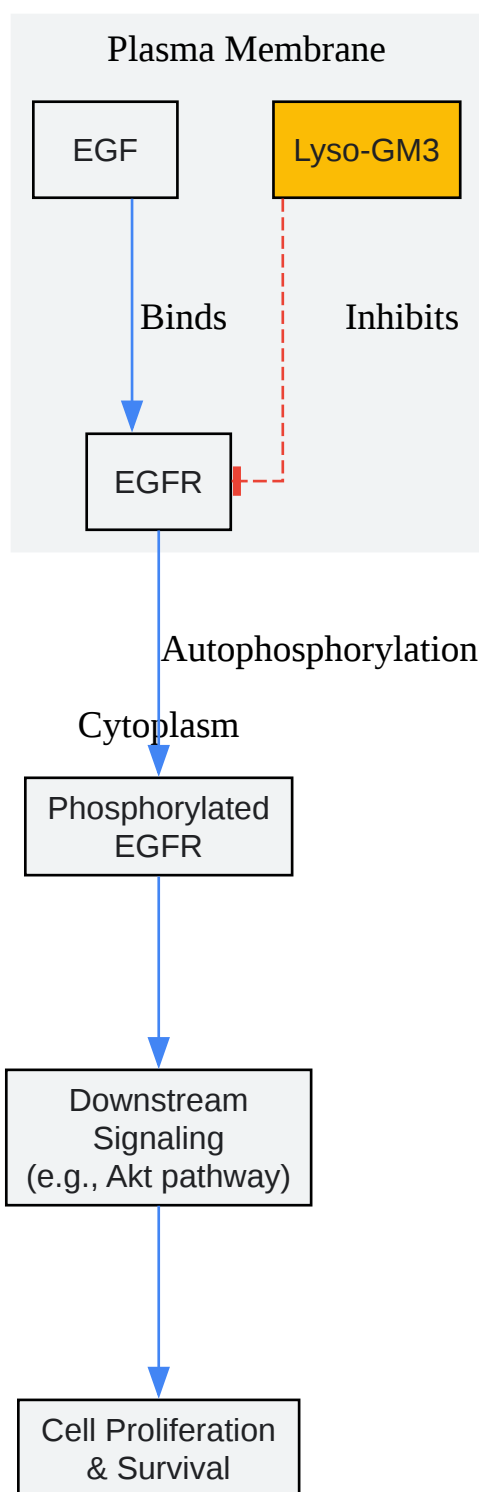 Plasma Membrane
EGF
Lyso-GM3
Binds
Inhibits
EGFR
Autophosphorylation
Cytoplasm
Phosphorylated
EGFR
Downstream
Signaling
(e.g., Akt pathway)
Cell Proliferation
& Survival